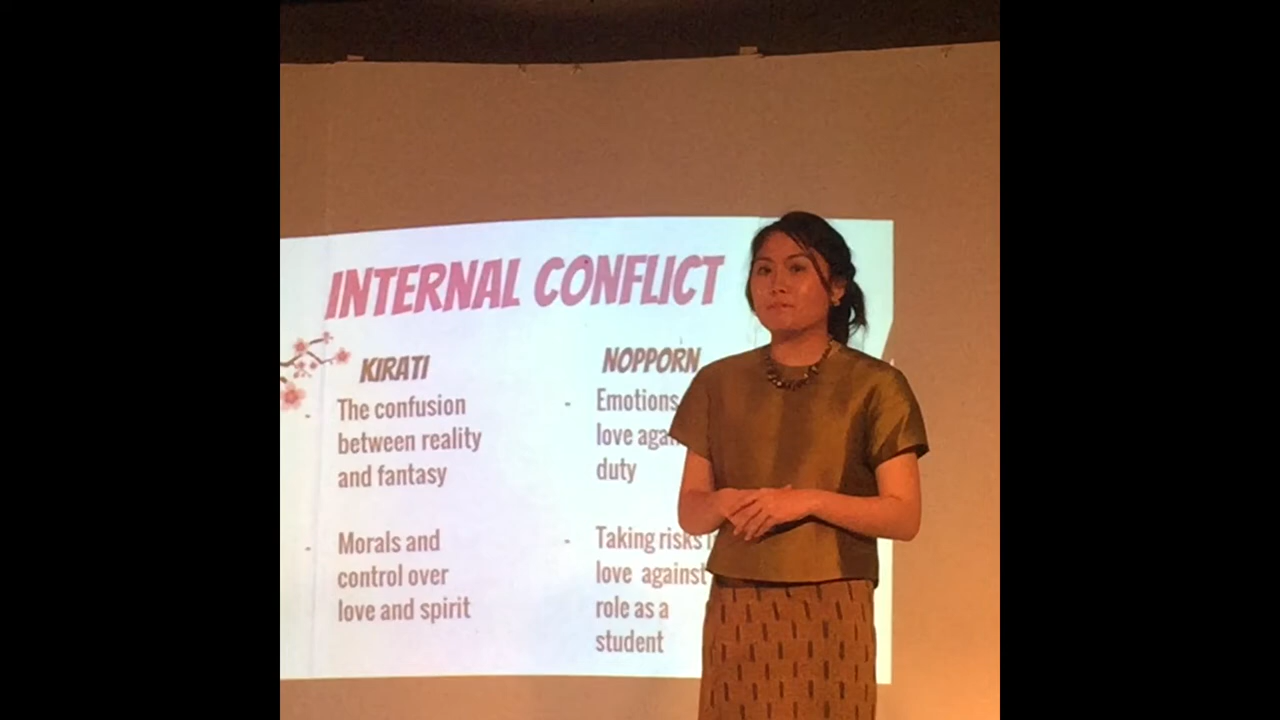 INTERNAL CONFLICT
KIRATI
- The confusion
between reality
and fantasy
- Morals and
control over
love and spirit
NOPPORN
- Emotions
love
duty
- Taking risks
love against
role as a
student